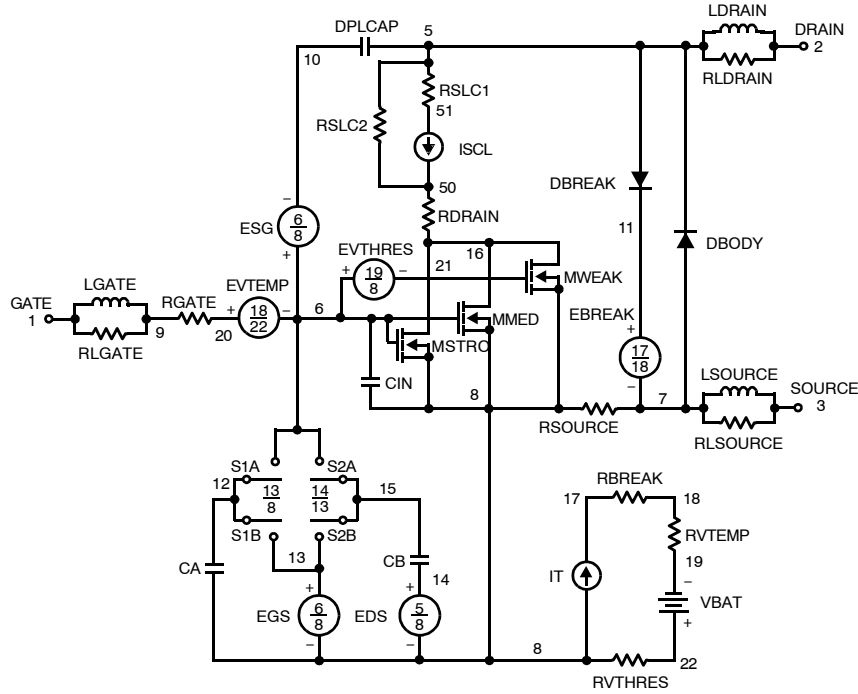 LDRAIN
DPLCAP
5
DRAIN
2
10
RLDRAIN
RSLC1
51
RSLC2
ISCL
DBREAK
50
RDRAIN
−
ESG
6
8
+
11
DBODY
EVTHRES
16
21
+
19
8
−
MWEAK
LGATE
EVTEMP
GATE
1
RGATE
+
18
22
−
6
EBREAK
+
MMED
9
20
RLGATE
MSTRO
17
18
−
LSOURCE
CIN
8
7
SOURCE
3
RSOURCE
RLSOURCE
S1A
S2A
12
13
8
14
13
15
RBREAK
17
18
S1B
S2B
RVTEMP
13
CB
19
CA
14
IT
−
+
+
VBAT
EGS
6
8
EDS
5
8
+
−
−
8
22
RVTHRES